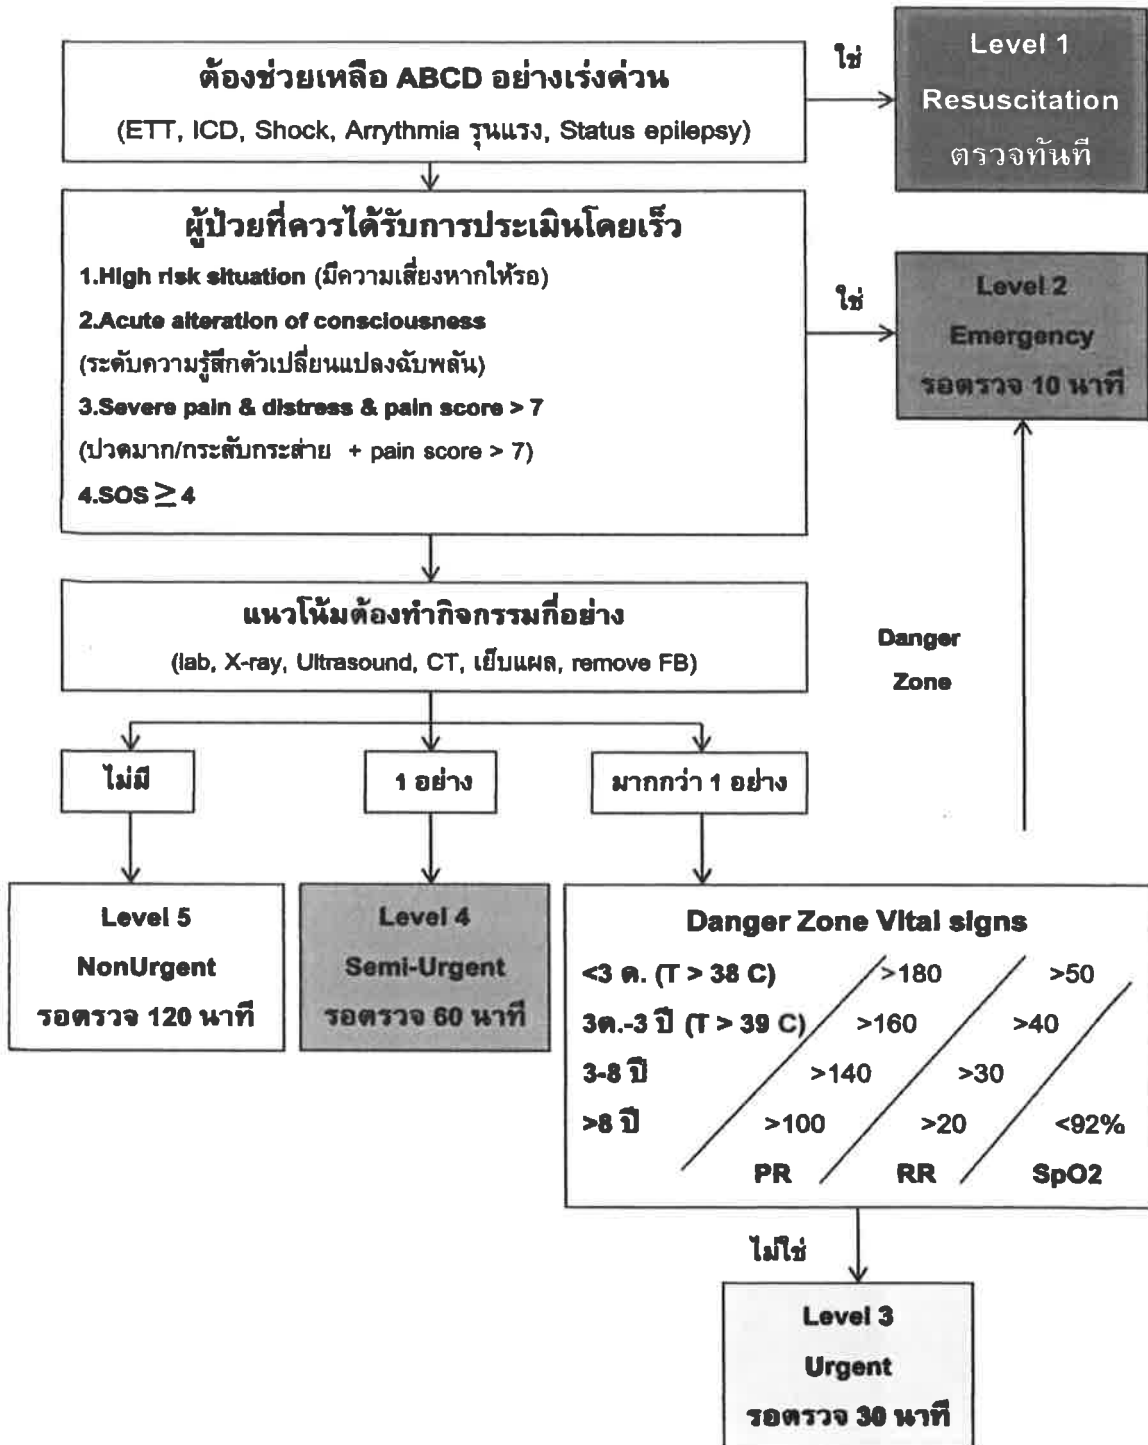 ต้องช่วยเหลือ ABCD อย่างเร่งด่วน
(ETT, ICD, Shock, Arrythmia รุนแรง, Status epilepsy)
ใช่
Level 1
Resuscitation
ตรวจทันที
ผู้ป่วยที่ควรได้รับการประเมินโดยเร็ว
1.High risk situation (มีความเสี่ยงหากให้รอ)
2.Acute alteration of consciousness
(ระดับความรู้สึกตัวเปลี่ยนแปลงฉับพลัน)
3.Severe pain & distress & pain score > 7
(ปวดมาก/กระสับกระส่าย + pain score > 7)
4.SOS ≥ 4
ใช่
Level 2
Emergency
รอตรวจ 10 นาที
แนวโน้มต้องทำกิจกรรมกี่อย่าง
(lab, X-ray, Ultrasound, CT, เย็บแผล, remove FB)
Danger
Zone
ไม่มี
1 อย่าง
มากกว่า 1 อย่าง
Level 5
NonUrgent
รอตรวจ 120 นาที
Level 4
Semi-Urgent
รอตรวจ 60 นาที
Danger Zone Vital signs
<3 ด. (T > 38 C) >180 >50
3ด.-3 ปี (T > 39 C) >160 >40
3-8 ปี >140 >30
>8 ปี >100 >20 <92%
PR RR SpO2
ไม่ใช่
Level 3
Urgent
รอตรวจ 30 นาที